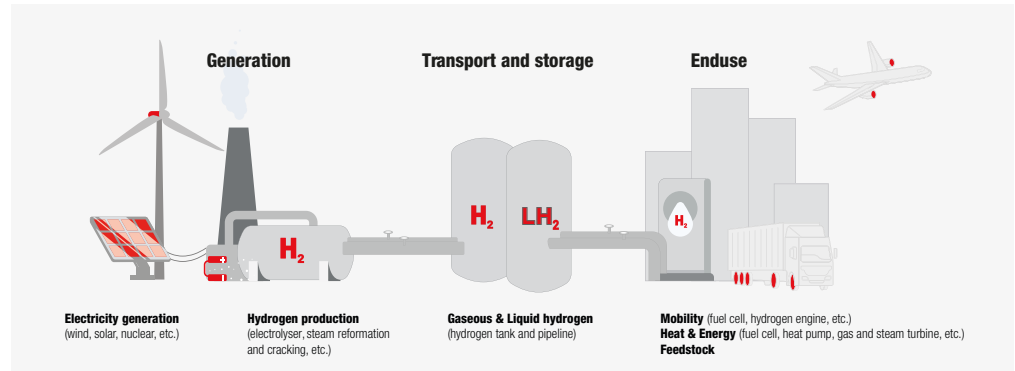 Generation
Transport and storage
Enduse
H₂
H₂
LH₂
H₂
Electricity generation
(wind, solar, nuclear, etc.)
Hydrogen production
(electrolyser, steam reformation
and cracking, etc.)
Gaseous & Liquid hydrogen
(hydrogen tank and pipeline)
Mobility (fuel cell, hydrogen engine, etc.)
Heat & Energy (fuel cell, heat pump, gas and steam turbine, etc.)
Feedstock